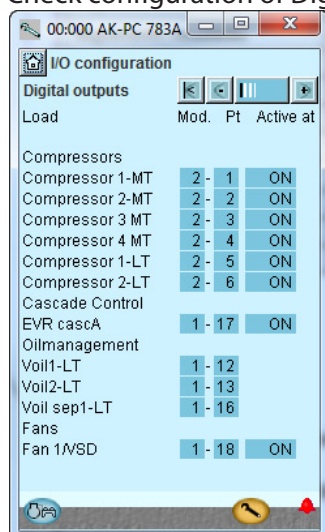 00:000 AK-PC 783A
I/O configuration
Digital outputs
Load Mod. Pt Active at
Compressors
Compressor 1-MT 2 - 1 ON
Compressor 2-MT 2 - 2 ON
Compressor 3 MT 2 - 3 ON
Compressor 4 MT 2 - 4 ON
Compressor 1-LT 2 - 5 ON
Compressor 2-LT 2 - 6 ON
Cascade Control
EVR cascA 1 - 17 ON
Oilmanagement
Voil1-LT 1 - 12
Voil2-LT 1 - 13
Voil sep1-LT 1 - 16
Fans
Fan 1/VSD 1 - 18 ON